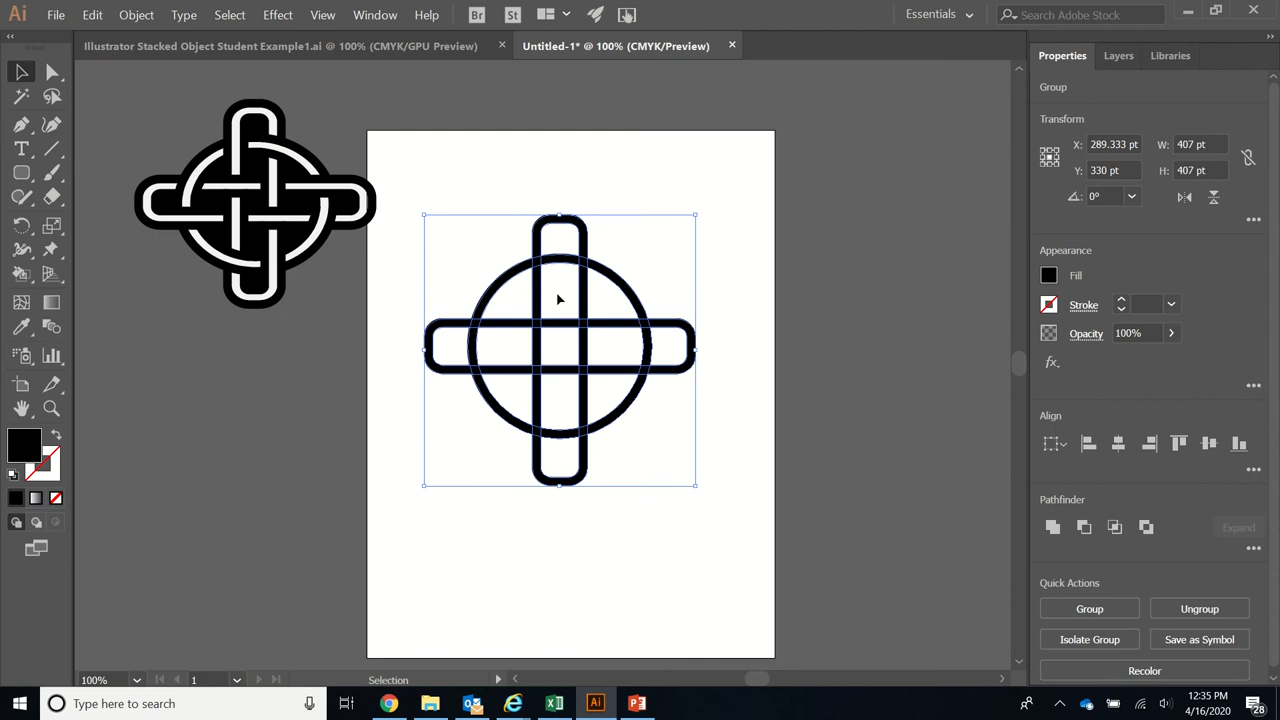 Ai File Edit Object Type Select Effect View Window Help Br St Essentials Search Adobe Stock
Illustrator Stacked Object Student Example1.ai @ 100% (CMYK/GPU Preview) Untitled-1* @ 100% (CMYK/Preview)
Properties Layers Libraries
Group
Transform
X: 289.333 pt W: 407 pt
Y: 330 pt H: 407 pt
0°
Appearance
Fill
Stroke
Opacity 100%
fx.
Align
Pathfinder
Expand
Quick Actions
Group Ungroup
Isolate Group Save as Symbol
Recolor
100% 1 Selection
Type here to search
Ai
12:35 PM
4/16/2020
28